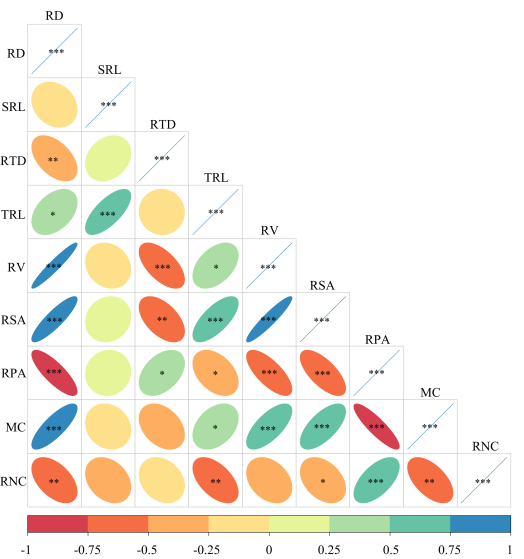 RD
RD ***
SRL
SRL ***
RTD
RTD ** ***
TRL
TRL * *** ***
RV
RV *** *** * ***
RSA
RSA *** ** *** *** ***
RPA
RPA *** * * *** *** ***
MC
MC *** * *** *** *** ***
RNC
RNC ** ** * *** ** ***
-1 -0.75 -0.5 -0.25 0 0.25 0.5 0.75 1